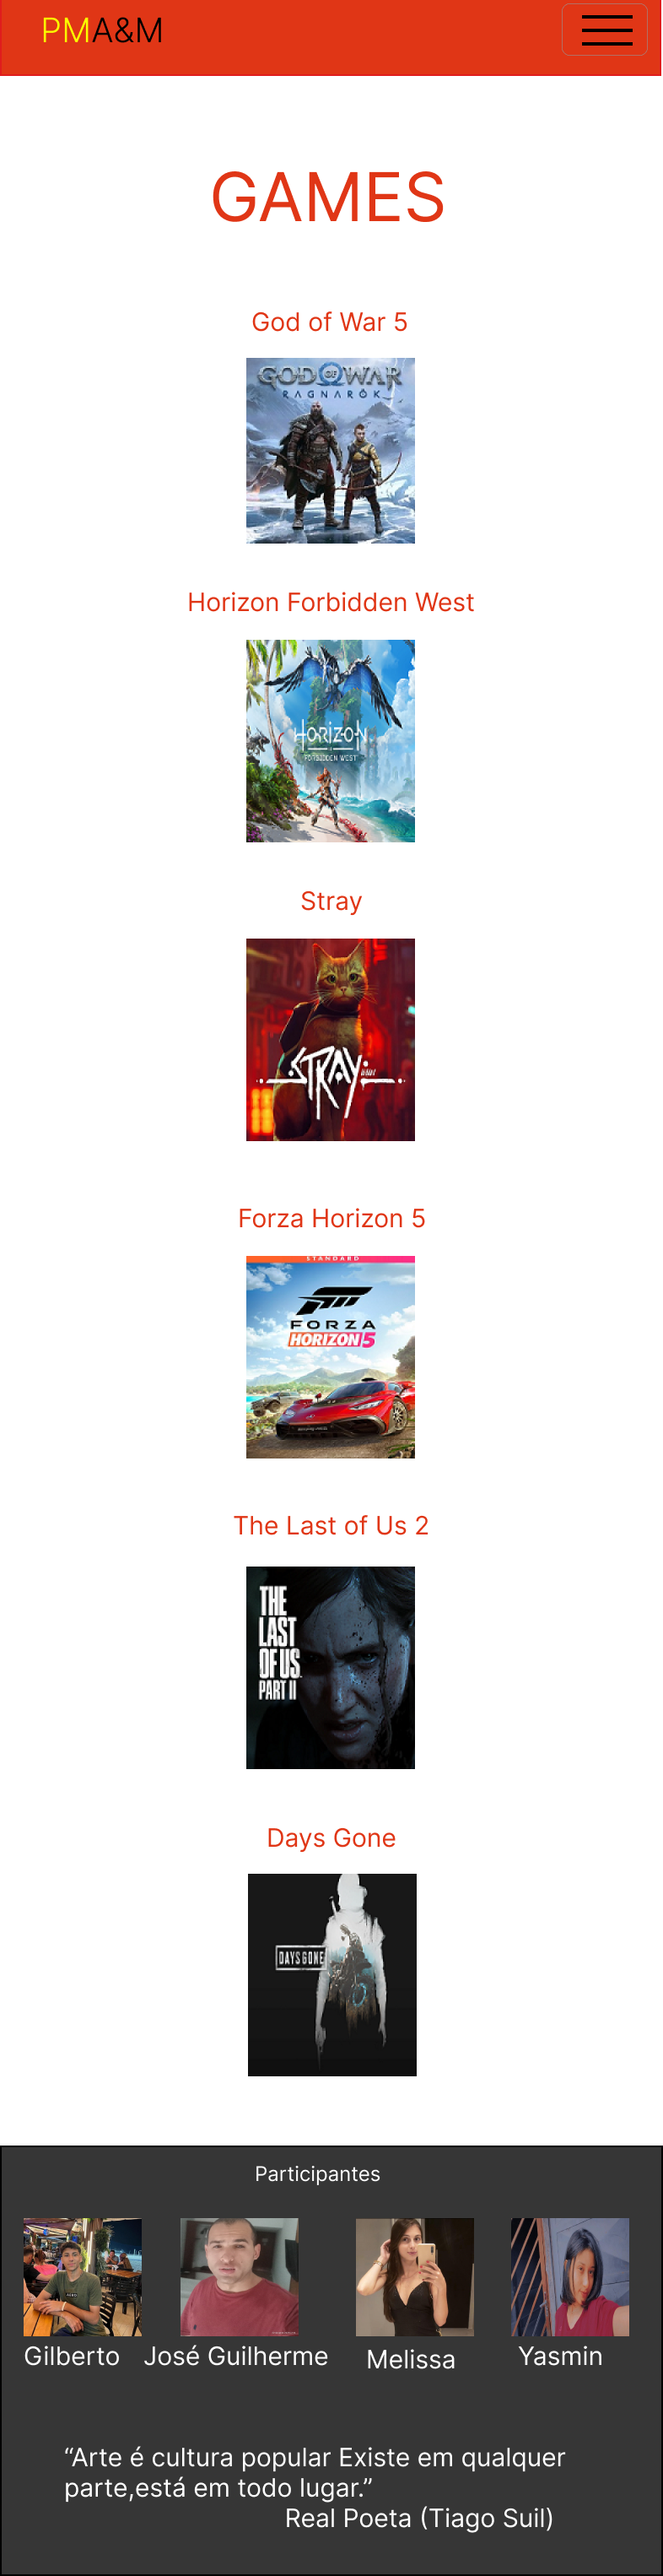 PMA&M
GAMES
God of War 5
GOD OF WAR
RAGNARÖK
Horizon Forbidden West
HORIZON
FORBIDDEN WEST
Stray
STRAY
Forza Horizon 5
STANDARD
FORZA
HORIZON 5
The Last of Us 2
THE
LAST
OF US
PART II
Days Gone
DAYS GONE
Participantes
Gilberto José Guilherme Melissa Yasmin
“Arte é cultura popular Existe em qualquer
parte,está em todo lugar.”
Real Poeta (Tiago Suil)